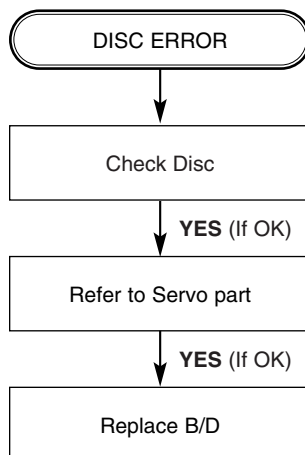 DISC ERROR
Check Disc
YES (If OK)
Refer to Servo part
YES (If OK)
Replace B/D